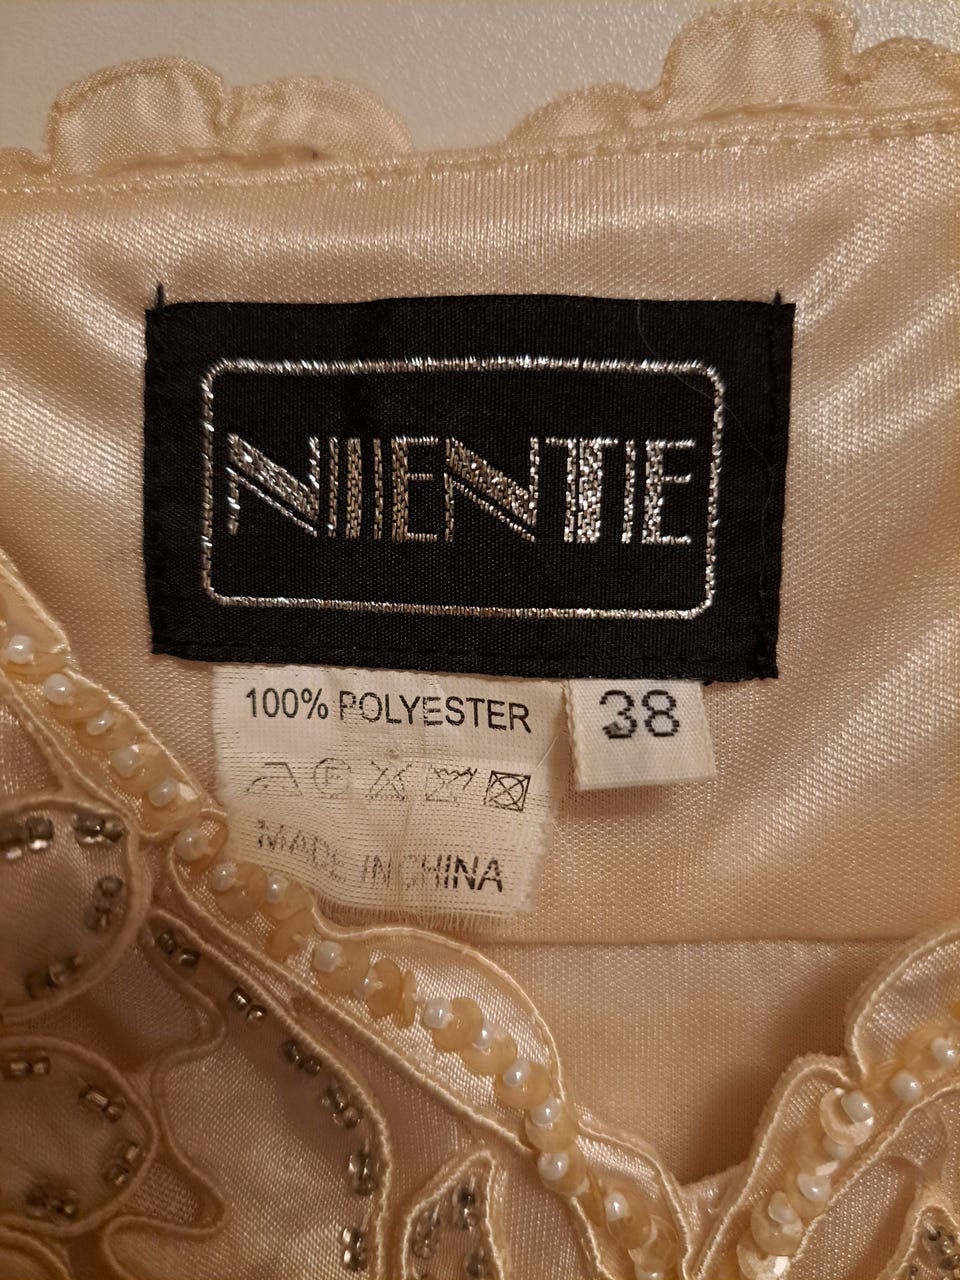 NIENTE
100% POLYESTER
38
MADE IN CHINA